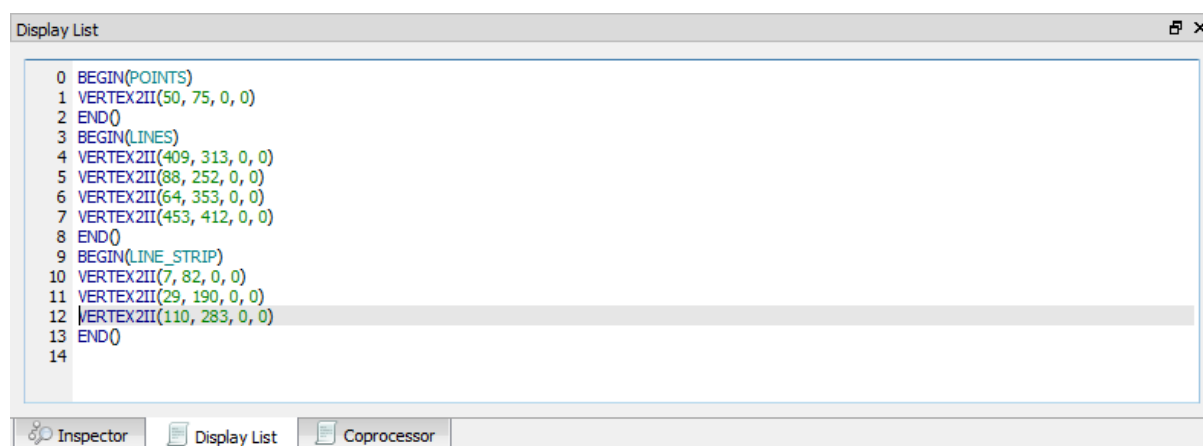 Display List
0 BEGIN(POINTS)
1 VERTEX2II(50, 75, 0, 0)
2 END()
3 BEGIN(LINES)
4 VERTEX2II(409, 313, 0, 0)
5 VERTEX2II(88, 252, 0, 0)
6 VERTEX2II(64, 353, 0, 0)
7 VERTEX2II(453, 412, 0, 0)
8 END()
9 BEGIN(LINE_STRIP)
10 VERTEX2II(7, 82, 0, 0)
11 VERTEX2II(29, 190, 0, 0)
12 VERTEX2II(110, 283, 0, 0)
13 END()
14
Inspector Display List Coprocessor